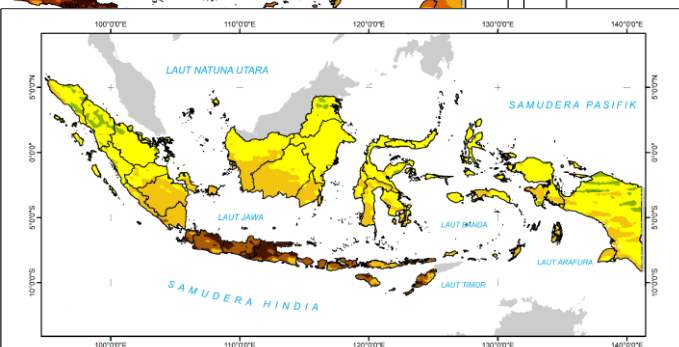 100°0'0"E 110°0'0"E 120°0'0"E 130°0'0"E 140°0'0"E
LAUT NATUNA UTARA
5°0'0"N 5°0'0"N
SAMUDERA PASIFIK
0°0'0" 0°0'0"
LAUT JAWA
LAUT BANDA
5°0'0"S 5°0'0"S
LAUT ARAFURA
SAMUDERA HINDIA
LAUT TIMOR
10°0'0"S 10°0'0"S
100°0'0"E 110°0'0"E 120°0'0"E 130°0'0"E 140°0'0"E